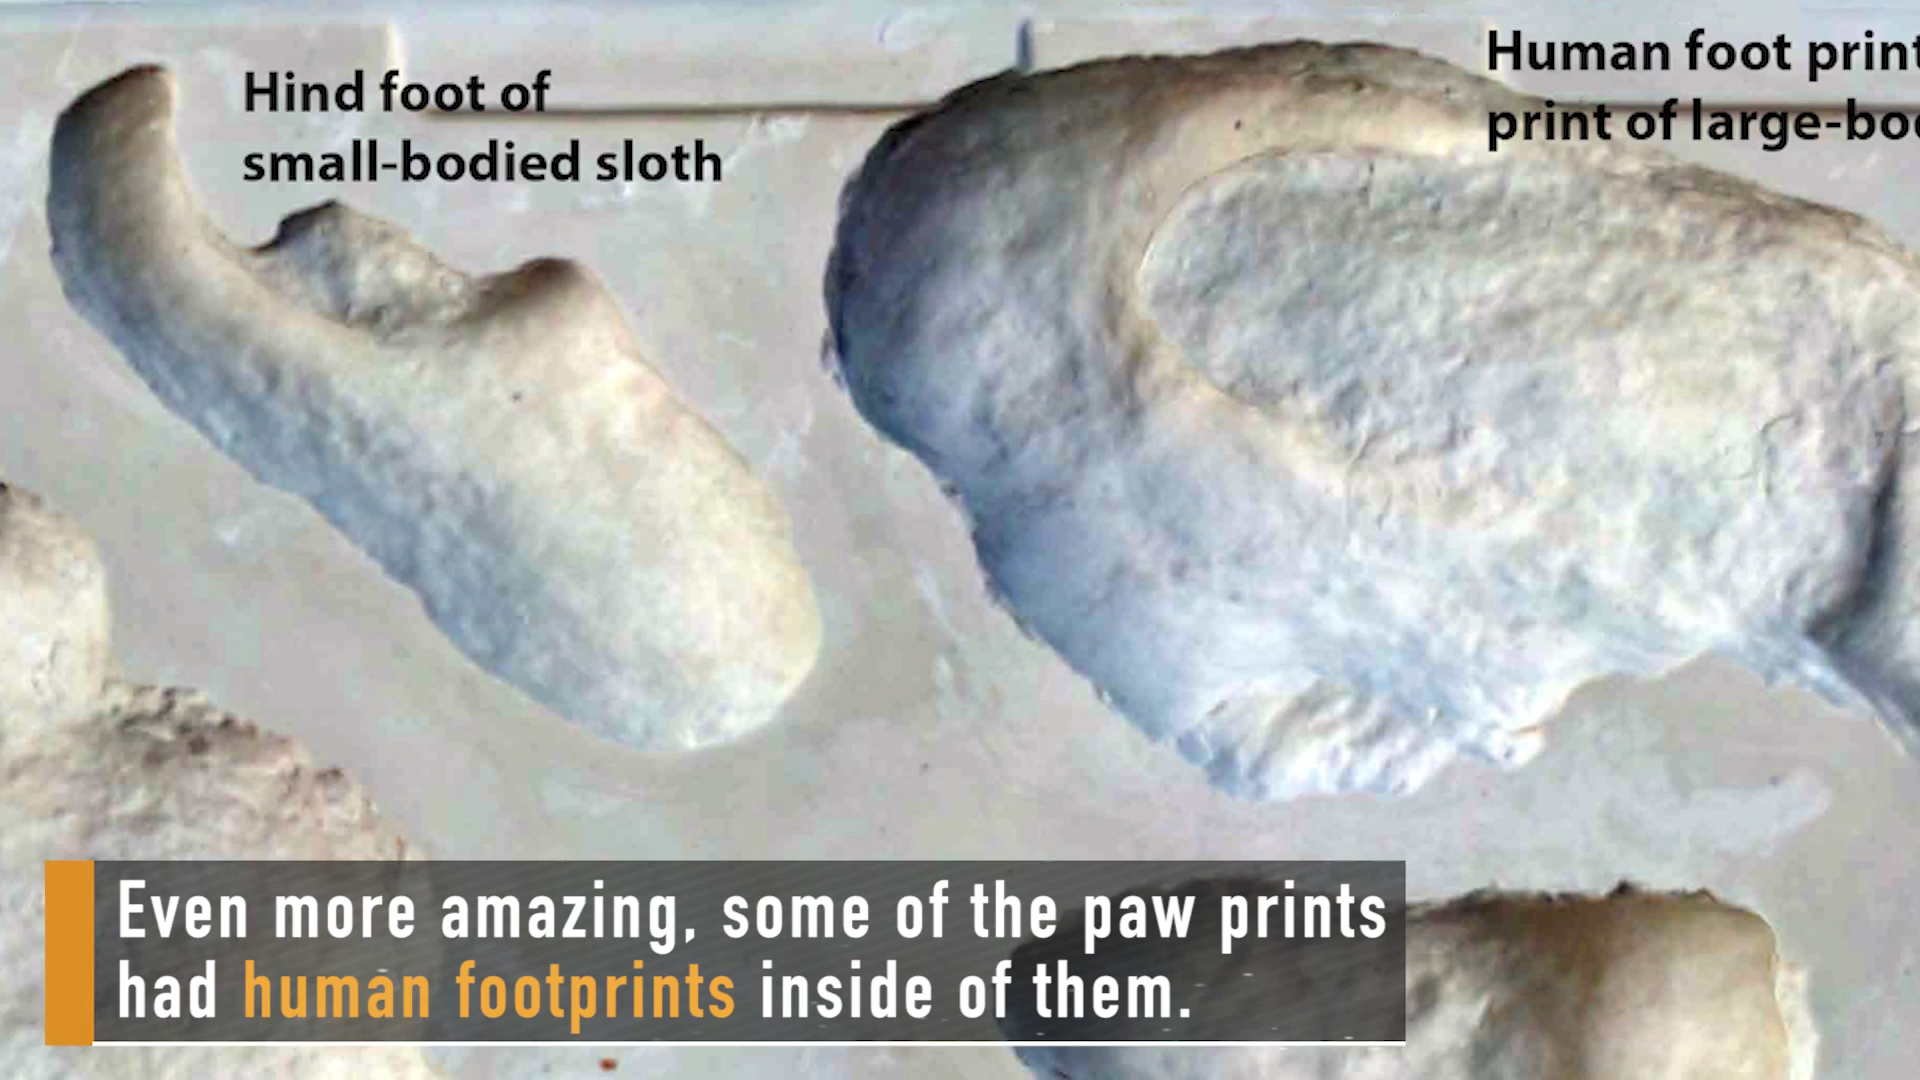 Hind foot of
small-bodied sloth
Human foot print
print of large-bo
Even more amazing, some of the paw prints
had human footprints inside of them.